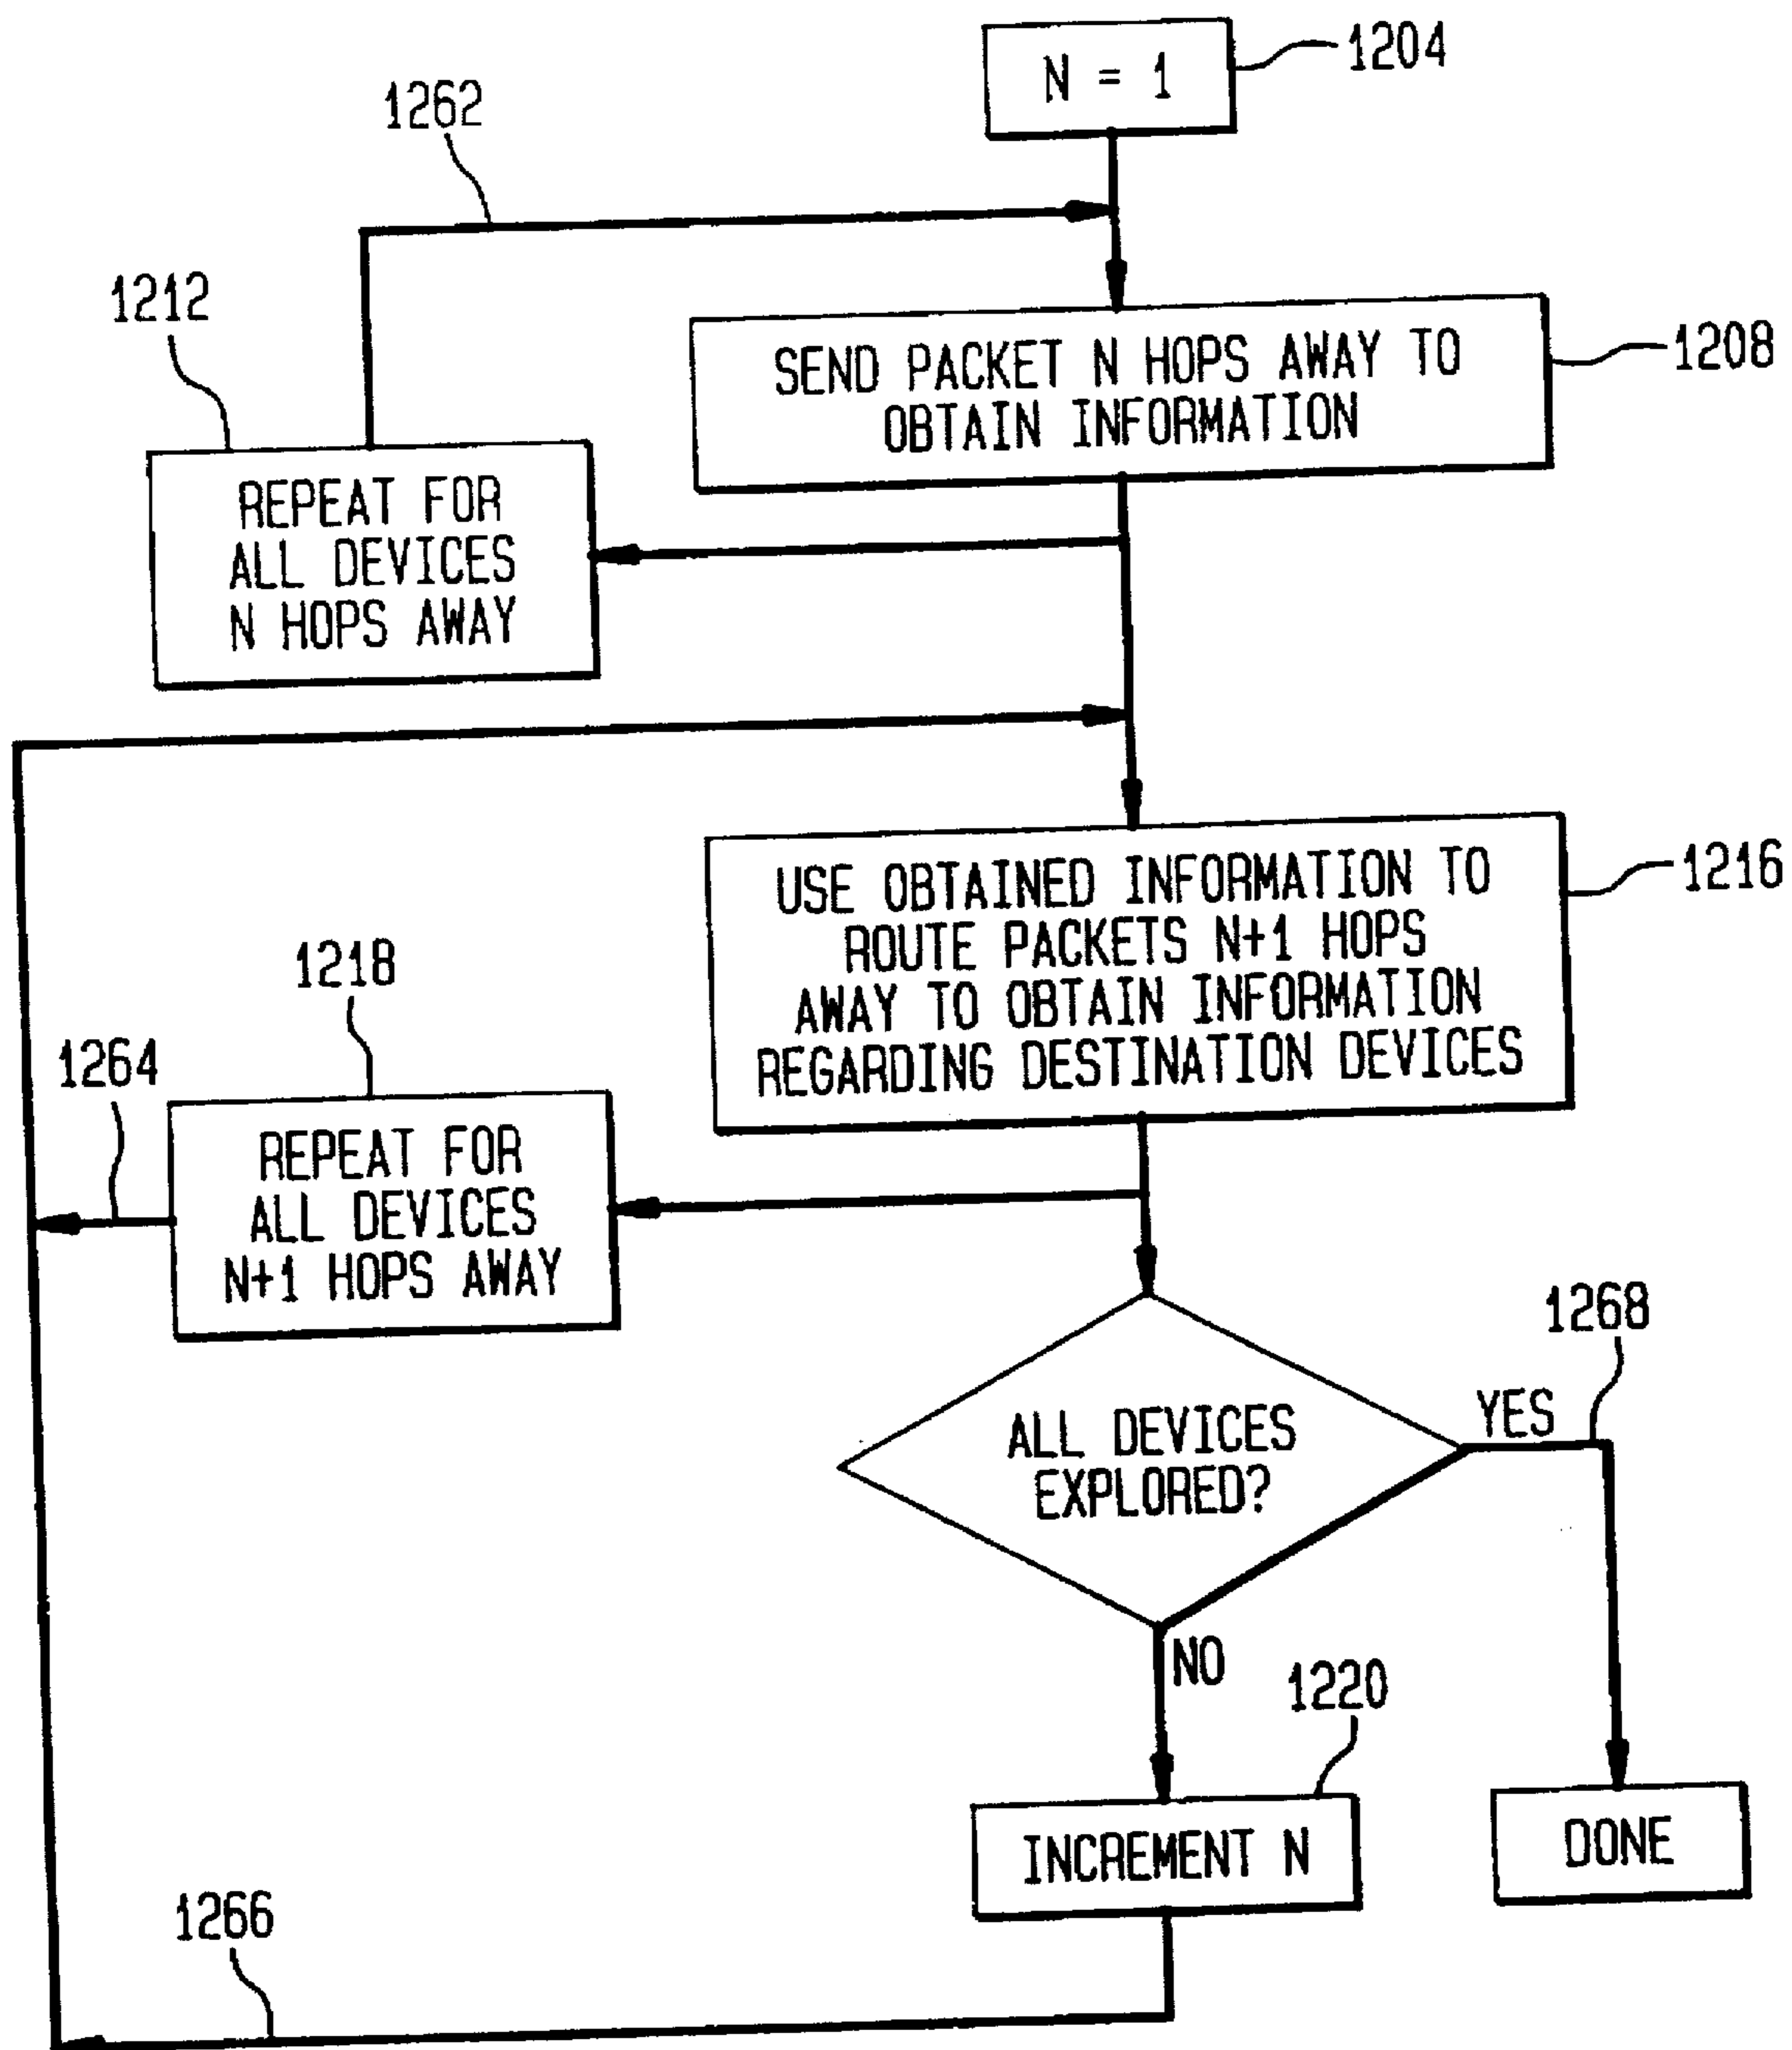 1204
N = 1
1262
1212
1208
SEND PACKET N HOPS AWAY TO
OBTAIN INFORMATION
REPEAT FOR
ALL DEVICES
N HOPS AWAY
1216
USE OBTAINED INFORMATION TO
ROUTE PACKETS N+1 HOPS
AWAY TO OBTAIN INFORMATION
REGARDING DESTINATION DEVICES
1218
1264
REPEAT FOR
ALL DEVICES
N+1 HOPS AWAY
1268
YES
ALL DEVICES
EXPLORED?
NO
1220
INCREMENT N
DONE
1266